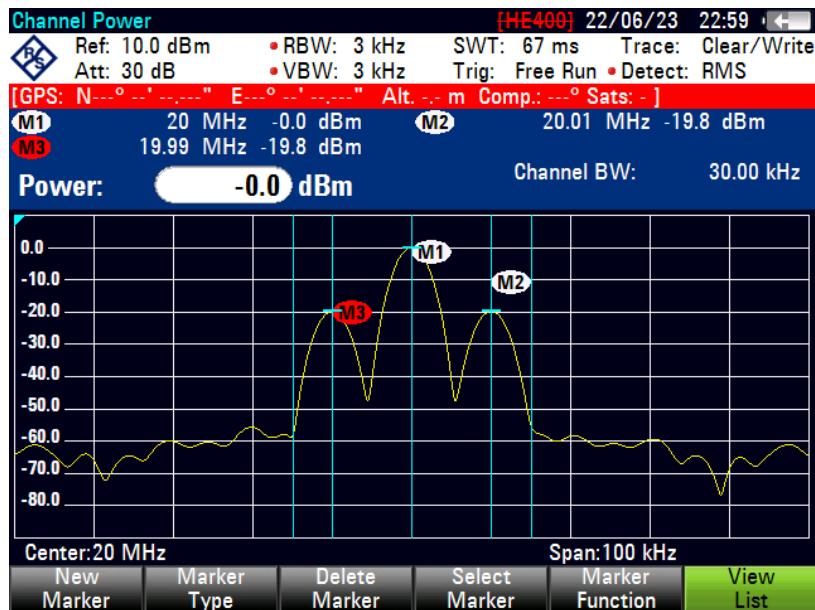 Channel Power [HE400] 22/06/23 22:59
Ref: 10.0 dBm • RBW: 3 kHz SWT: 67 ms Trace: Clear/Write
Att: 30 dB • VBW: 3 kHz Trig: Free Run • Detect: RMS
[GPS: N---° --' --.---" E---° --' --.---" Alt. -.- m Comp.: ---° Sats: - ]
M1 20 MHz -0.0 dBm M2 20.01 MHz -19.8 dBm
M3 19.99 MHz -19.8 dBm
Power: -0.0 dBm Channel BW: 30.00 kHz
0.0
M1
-10.0
M2
-20.0
M3
-30.0
-40.0
-50.0
-60.0
-70.0
-80.0
Center:20 MHz Span:100 kHz
New Marker Delete Select Marker View
Marker Type Marker Marker Function List